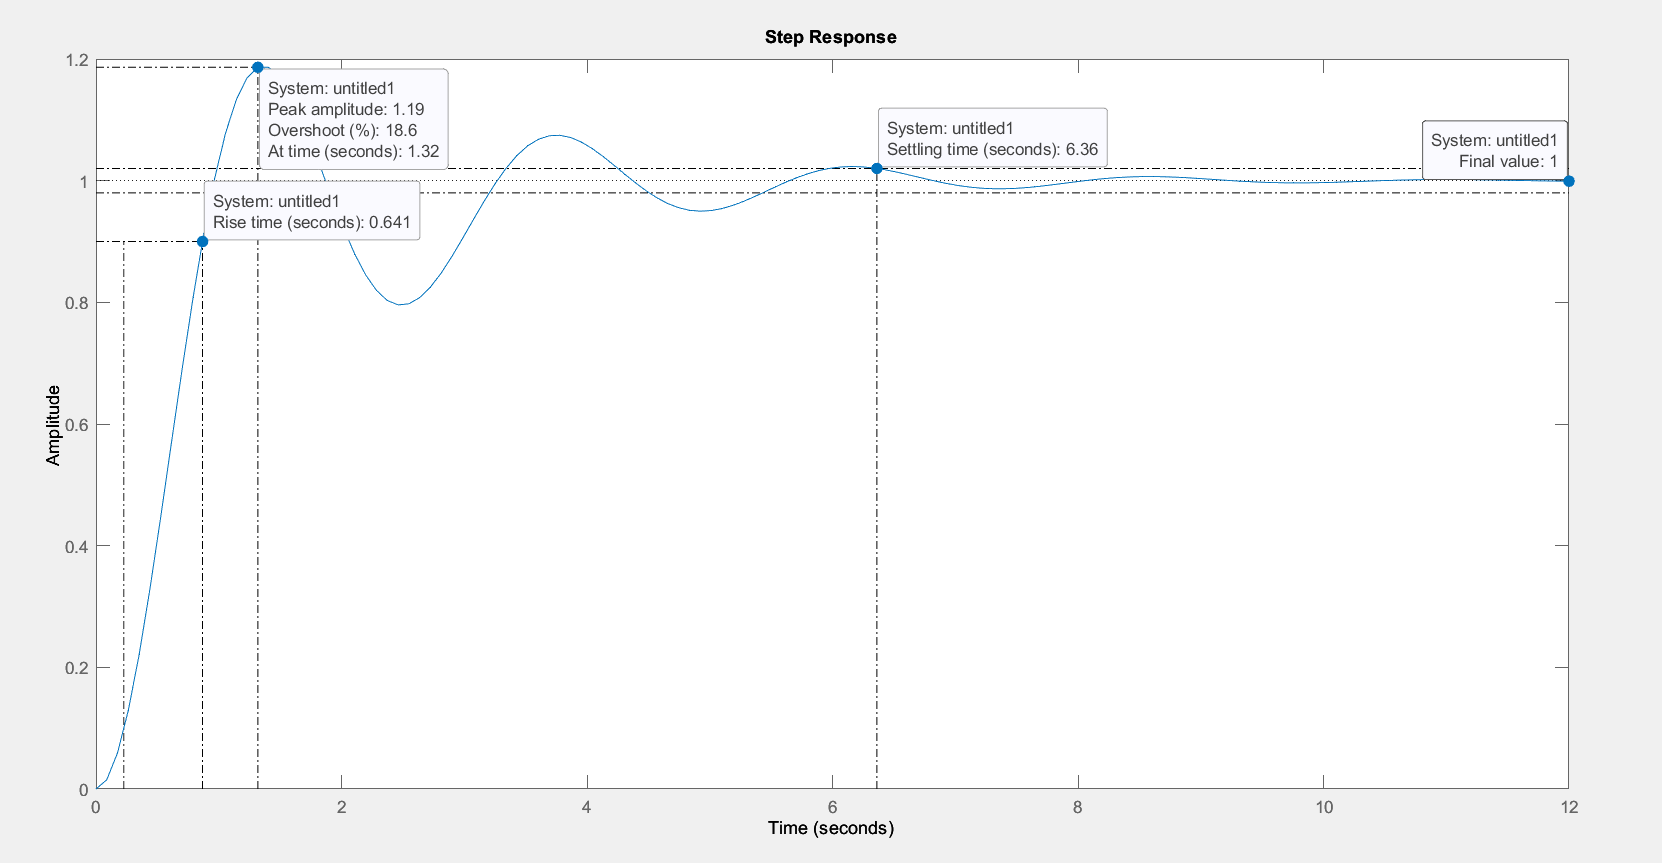 Step Response
1.2
System: untitled1
Peak amplitude: 1.19
Overshoot (%): 18.6
At time (seconds): 1.32
System: untitled1
Settling time (seconds): 6.36
System: untitled1
Final value: 1
1
System: untitled1
Rise time (seconds): 0.641
0.8
0.6
0.4
0.2
0
Amplitude
0 2 4 6 8 10 12
Time (seconds)